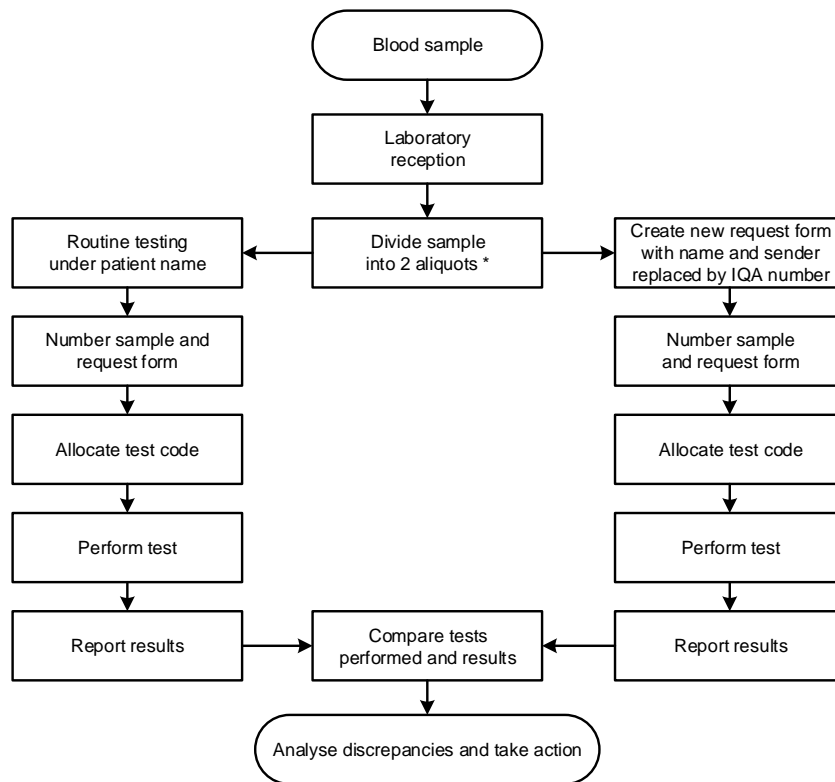 Blood sample
Laboratory
reception
Routine testing
under patient name
Divide sample
into 2 aliquots *
Create new request form
with name and sender
replaced by IQA number
Number sample and
request form
Number sample
and request form
Allocate test code
Allocate test code
Perform test
Perform test
Report results
Compare tests
performed and results
Report results
Analyse discrepancies and take action